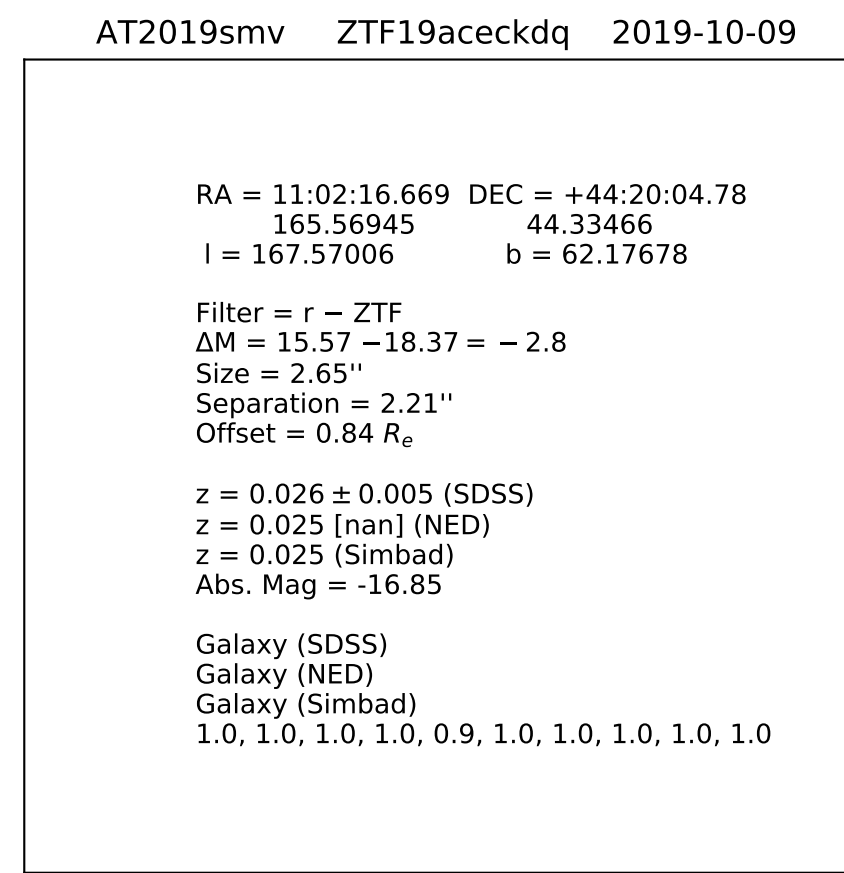 AT2019smv ZTF19aceckdq 2019-10-09
RA = 11:02:16.669 DEC = +44:20:04.78
165.56945 44.33466
l = 167.57006 b = 62.17678
Filter = r − ZTF
ΔM = 15.57 −18.37 = − 2.8
Size = 2.65''
Separation = 2.21''
Offset = 0.84 Re
z = 0.026 ± 0.005 (SDSS)
z = 0.025 [nan] (NED)
z = 0.025 (Simbad)
Abs. Mag = -16.85
Galaxy (SDSS)
Galaxy (NED)
Galaxy (Simbad)
1.0, 1.0, 1.0, 1.0, 0.9, 1.0, 1.0, 1.0, 1.0, 1.0